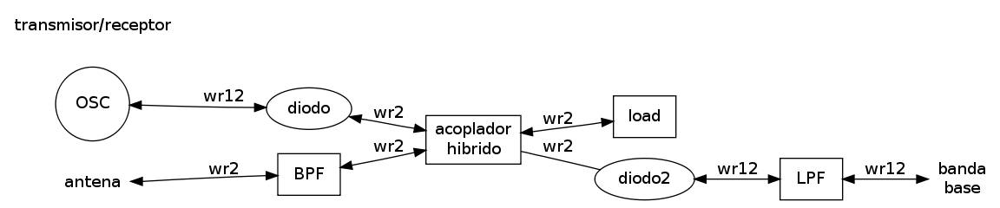 transmisor/receptor
OSC
wr12
diodo
wr2
acoplador
hibrido
wr2
load
antena
wr2
BPF
wr2
wr2
diodo2
wr12
LPF
wr12
banda
base